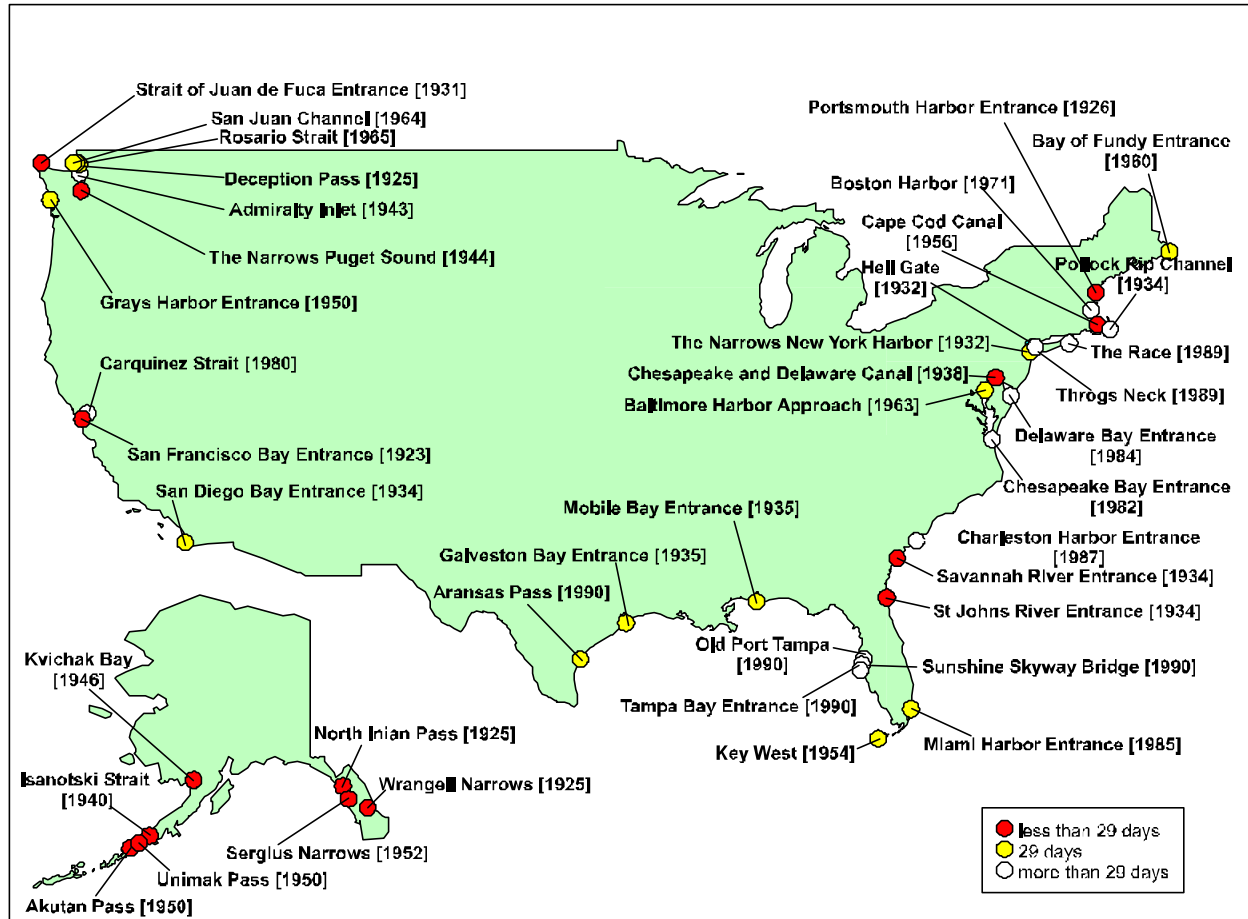 Strait of Juan de Fuca Entrance [1931]
San Juan Channel [1964]
Rosario Strait [1965]
Deception Pass [1925]
Admiralty Inlet [1943]
The Narrows Puget Sound [1944]
Grays Harbor Entrance [1950]
Carquinez Strait [1980]
San Francisco Bay Entrance [1923]
San Diego Bay Entrance [1934]
Portsmouth Harbor Entrance [1926]
Bay of Fundy Entrance
[1960]
Boston Harbor [1971]
Cape Cod Canal
[1956]
Hell Gate
[1932]
Pollock Rip Channel
[1934]
The Narrows New York Harbor [1932]
The Race [1989]
Chesapeake and Delaware Canal [1938]
Throgs Neck [1989]
Baltimore Harbor Approach [1963]
Delaware Bay Entrance
[1984]
Chesapeake Bay Entrance
[1982]
Mobile Bay Entrance [1935]
Galveston Bay Entrance [1935]
Aransas Pass [1990]
Charleston Harbor Entrance
[1987]
Savannah River Entrance [1934]
St Johns River Entrance [1934]
Old Port Tampa
[1990]
Sunshine Skyway Bridge [1990]
Tampa Bay Entrance [1990]
Key West [1954]
Miami Harbor Entrance [1985]
Kvichak Bay
[1946]
North Inian Pass [1925]
Isanotski Strait
[1940]
Wrangell Narrows [1925]
Serglus Narrows [1952]
Unimak Pass [1950]
Akutan Pass [1950]
less than 29 days
29 days
more than 29 days